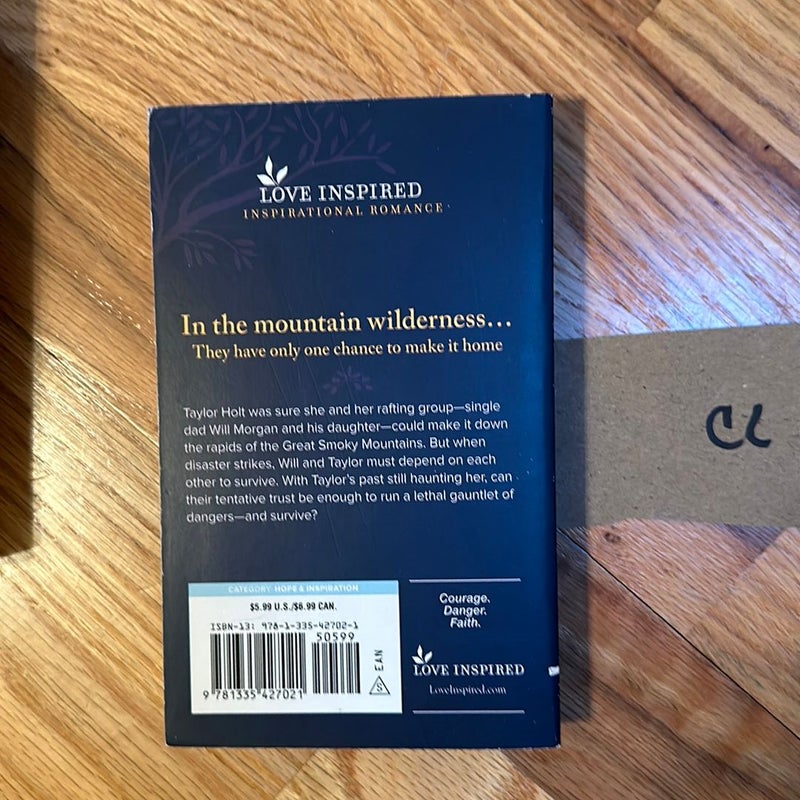 LOVE INSPIRED
INSPIRATIONAL ROMANCE
In the mountain wilderness...
They have only one chance to make it home
Taylor Holt was sure she and her rafting group—single
dad Will Morgan and his daughter—could make it down
the rapids of the Great Smoky Mountains. But when
disaster strikes, Will and Taylor must depend on each
other to survive. With Taylor's past still haunting her, can
their tentative trust be enough to run a lethal gauntlet of
dangers—and survive?
CATEGORY: HOPE & INSPIRATION
$5.99 U.S./$6.99 CAN.
ISBN-13: 978-1-335-42702-1
50599
EAN
S
9 781335 427021
Courage.
Danger.
Faith.
LOVE INSPIRED
LoveInspired.com